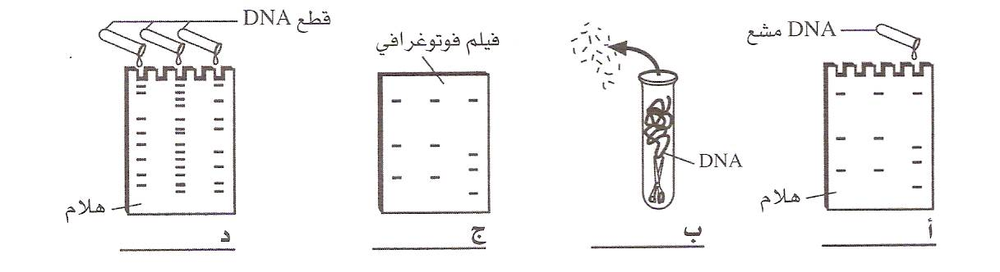 DNA مشع
هلام
أ
DNA
ب
فيلم فوتوغرافي
ج
قطع DNA
هلام
د